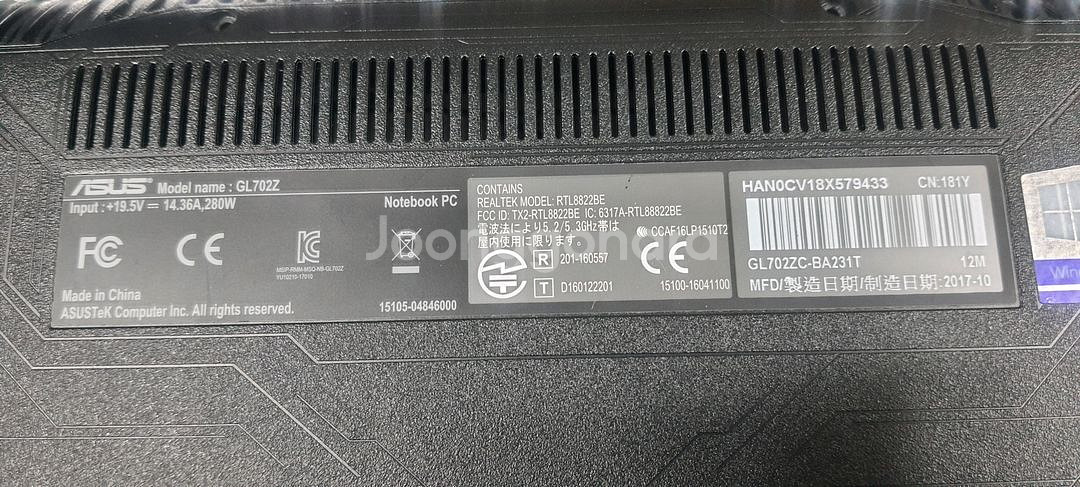 ASUS Model name : GL702Z
Input : +19.5V ⎓ 14.36A,280W
Notebook PC
FC CE
MSIP-RMM-MSQ-NB-GL702Z
YU10210-17010
Made in China
ASUSTeK Computer Inc. All rights reserved.
15105-04846000
CONTAINS
REALTEK MODEL: RTL8822BE
FCC ID: TX2-RTL8822BE IC: 6317A-RTL88822BE
電波法により5.2/5.3GHz帯は
屋内使用に限ります。
CCAF16LP1510T2
R 201-160557
CE
T D160122201
15100-16041100
HAN0CV18X579433 CN:181Y
GL702ZC-BA231T 12M
MFD/製造日期/制造日期: 2017-10